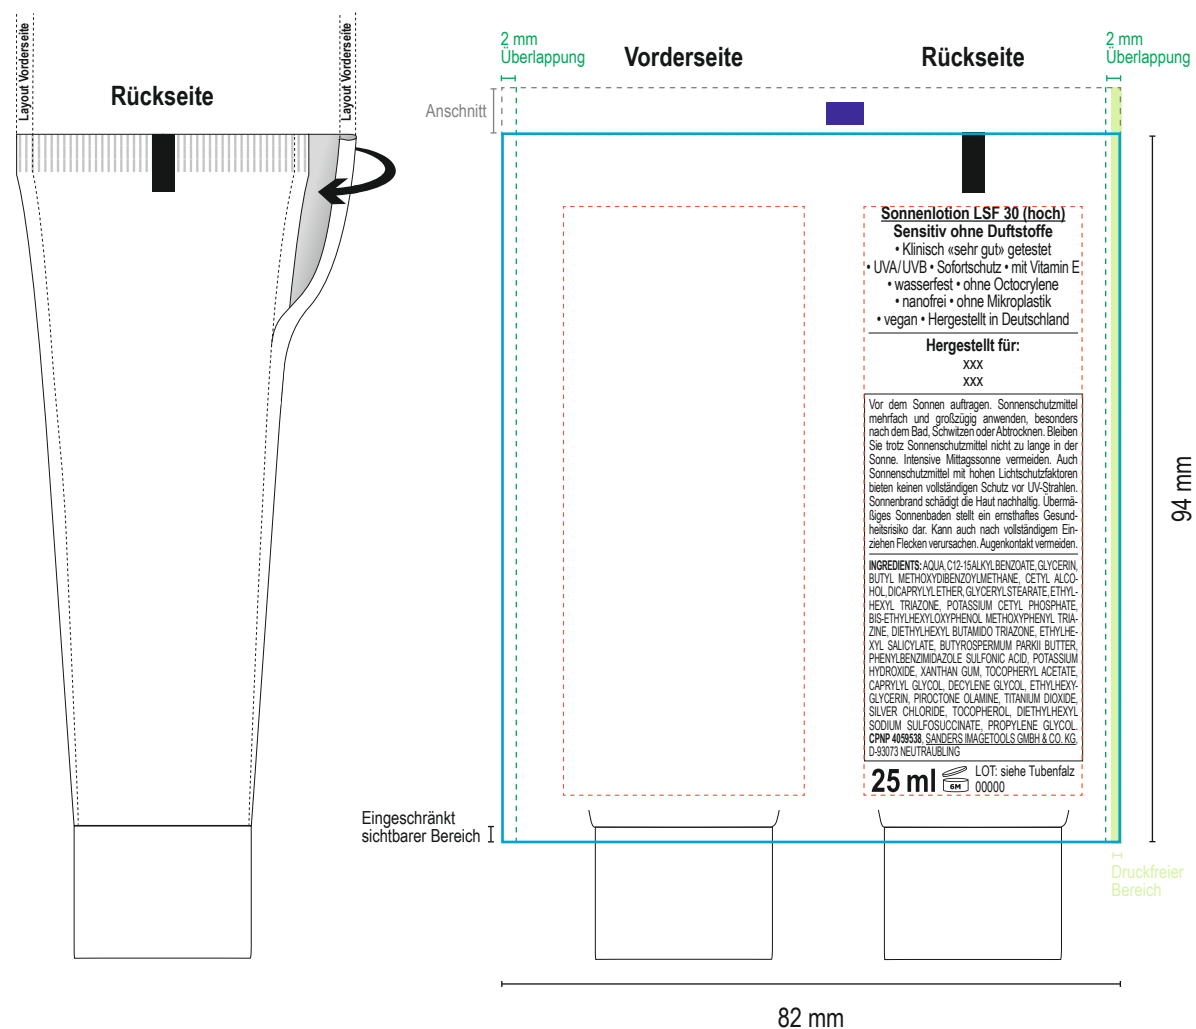 Layout Vorderseite
Layout Vorderseite
Rückseite
2 mm
Überlappung
Vorderseite
Rückseite
2 mm
Überlappung
Anschnitt
Sonnenlotion LSF 30 (hoch)
Sensitiv ohne Duftstoffe
• Klinisch «sehr gut» getestet
• UVA/UVB • Sofortschutz • mit Vitamin E
• wasserfest • ohne Octocrylene
• nanofrei • ohne Mikroplastik
• vegan • Hergestellt in Deutschland
Hergestellt für:
xxx
xxx
Vor dem Sonnen auftragen. Sonnenschutzmittel
mehrfach und großzügig anwenden, besonders
nach dem Bad, Schwitzen oder Abtrocknen. Bleiben
Sie trotz Sonnenschutzmittel nicht zu lange in der
Sonne. Intensive Mittagssonne vermeiden. Auch
Sonnenschutzmittel mit hohen Lichtschutzfaktoren
bieten keinen vollständigen Schutz vor UV-Strahlen.
Sonnenbrand schädigt die Haut nachhaltig. Übermä-
ßiges Sonnenbaden stellt ein ernsthaftes Gesund-
heitsrisiko dar. Kann auch nach vollständigem Ein-
ziehen Flecken verursachen. Augenkontakt vermeiden.
INGREDIENTS: AQUA, C12-15 ALKYL BENZOATE, GLYCERIN,
BUTYL METHOXYDIBENZOYLMETHANE, CETYL ALCO-
HOL, DICAPRYLYL ETHER, GLYCERYL STEARATE, ETHYL-
HEXYL TRIAZONE, POTASSIUM CETYL PHOSPHATE,
BIS-ETHYLHEXYLOXYPHENOL METHOXYPHENYL TRIA-
ZINE, DIETHYLHEXYL BUTAMIDO TRIAZONE, ETHYLHE-
XYL SALICYLATE, BUTYROSPERMUM PARKII BUTTER,
PHENYLBENZIMIDAZOLE SULFONIC ACID, POTASSIUM
HYDROXIDE, XANTHAN GUM, TOCOPHERYL ACETATE,
CAPRYLYL GLYCOL, DECYLENE GLYCOL, ETHYLHEXY-
GLYCERIN, PIROCTONE OLAMINE, TITANIUM DIOXIDE,
SILVER CHLORIDE, TOCOPHEROL, DIETHYLHEXYL
SODIUM SULFOSUCCINATE, PROPYLENE GLYCOL.
CPNP 4059538, SANDERS IMAGETOOLS GMBH & CO. KG,
D-93073 NEUTRAUBLING
25 ml
6M
LOT: siehe Tubenfalz
00000
94 mm
Eingeschränkt
sichtbarer Bereich
Druckfreier
Bereich
82 mm